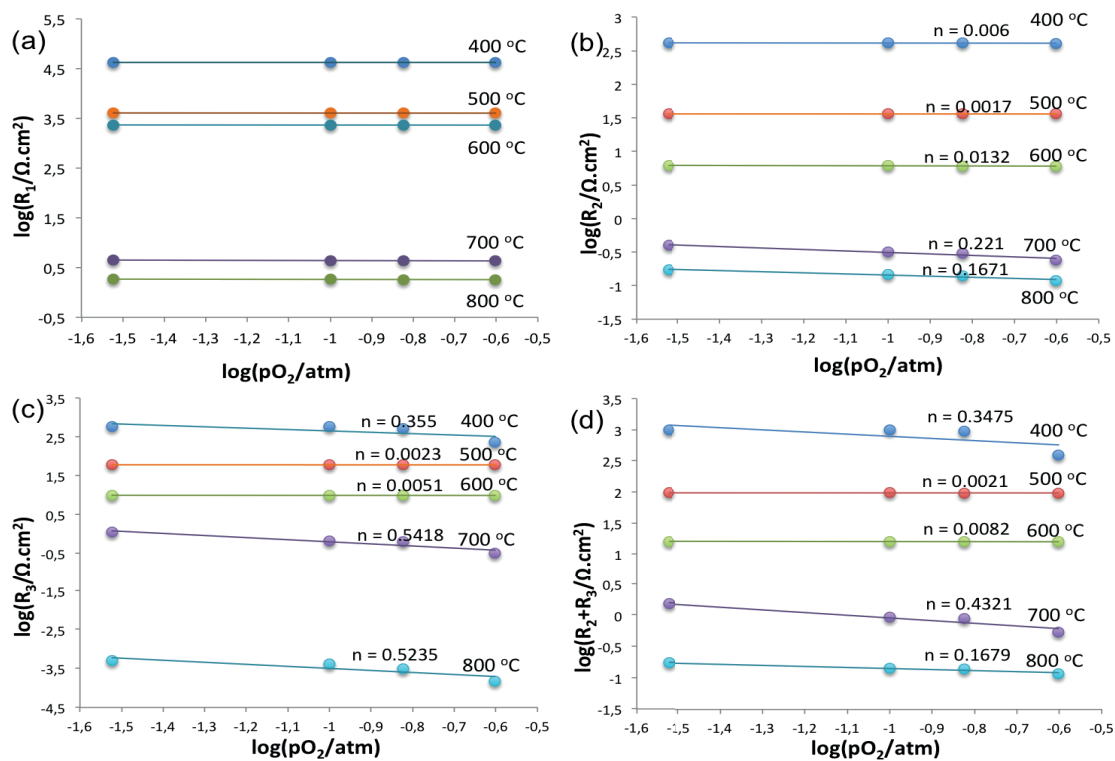 (a)
5,5
4,5
3,5
2,5
1,5
0,5
-0,5
log(R₁/Ω.cm²)
400 °C
500 °C
600 °C
700 °C
800 °C
-1,6 -1,5 -1,4 -1,3 -1,2 -1,1 -1 -0,9 -0,8 -0,7 -0,6 -0,5
log(pO₂/atm)
(b)
3
2,5
2
1,5
1
0,5
0
-0,5
-1
-1,5
log(R₂/Ω.cm²)
n = 0.006 400 °C
n = 0.0017 500 °C
n = 0.0132 600 °C
n = 0.221 700 °C
n = 0.1671
800 °C
-1,6 -1,5 -1,4 -1,3 -1,2 -1,1 -1 -0,9 -0,8 -0,7 -0,6 -0,5
log(pO₂/atm)
(c)
3,5
2,5
1,5
0,5
-0,5
-1,5
-2,5
-3,5
-4,5
log(R₃/Ω.cm²)
n = 0.355 400 °C
n = 0.0023 500 °C
n = 0.0051 600 °C
n = 0.5418 700 °C
n = 0.5235 800 °C
-1,6 -1,5 -1,4 -1,3 -1,2 -1,1 -1 -0,9 -0,8 -0,7 -0,6 -0,5
log(pO₂/atm)
(d)
3,5
3
2,5
2
1,5
1
0,5
0
-0,5
-1
-1,5
log(R₂+R₃/Ω.cm²)
n = 0.3475 400 °C
n = 0.0021 500 °C
n = 0.0082 600 °C
n = 0.4321 700 °C
n = 0.1679 800 °C
-1,6 -1,5 -1,4 -1,3 -1,2 -1,1 -1 -0,9 -0,8 -0,7 -0,6 -0,5
log(pO₂/atm)